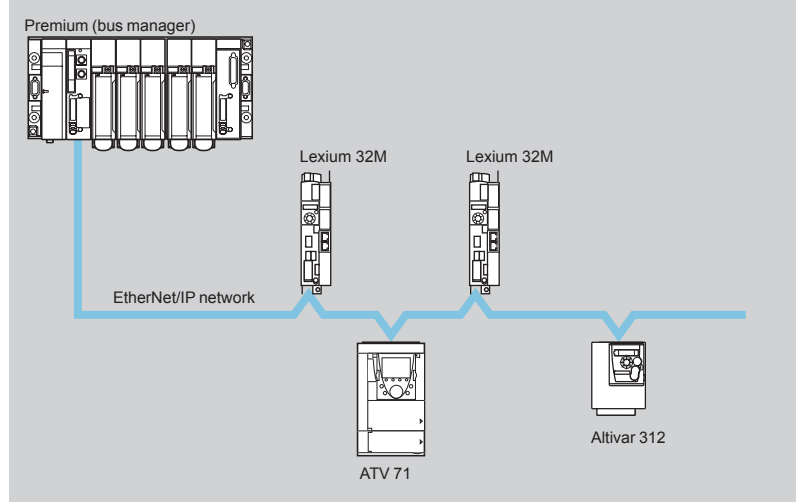 Premium (bus manager)
Lexium 32M
Lexium 32M
EtherNet/IP network
Altivar 312
ATV 71